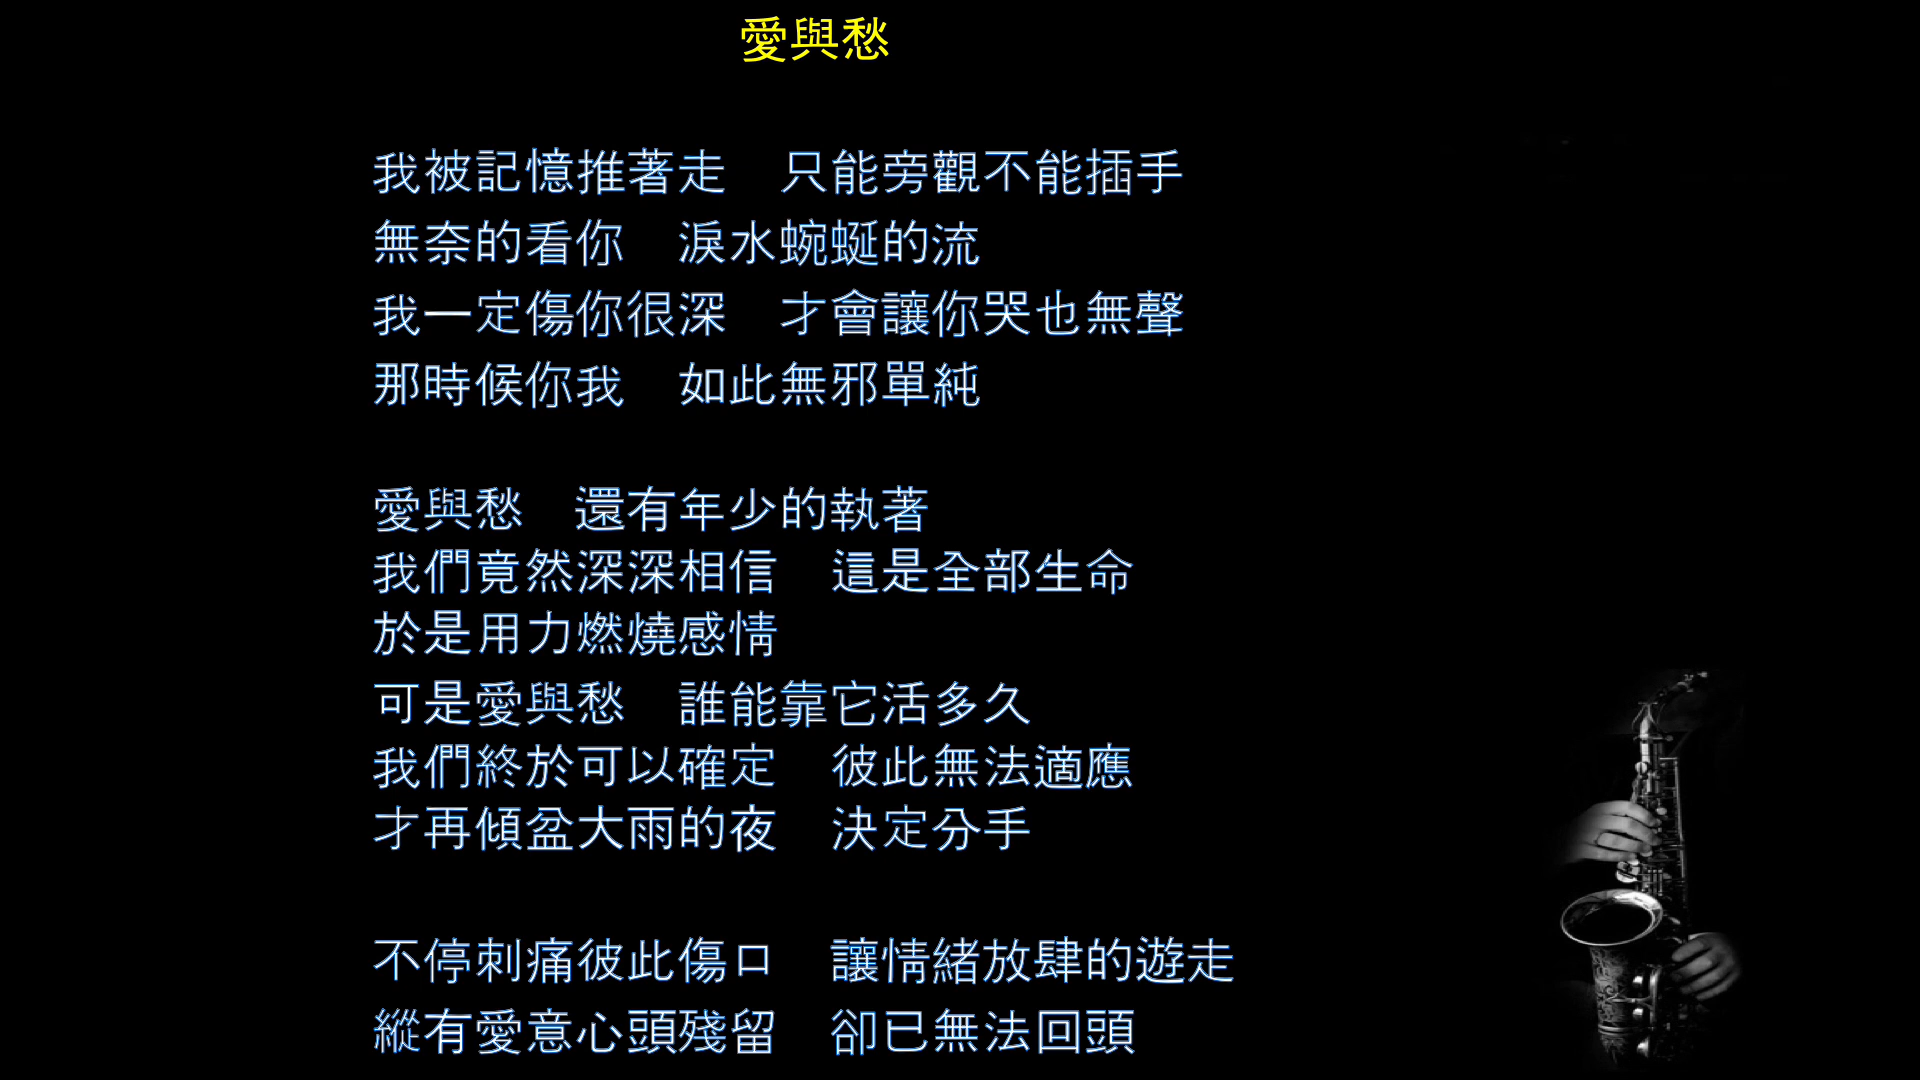 愛與愁
我被記憶推著走　只能旁觀不能插手
無奈的看你　淚水蜿蜒的流
我一定傷你很深　才會讓你哭也無聲
那時候你我　如此無邪單純
愛與愁　還有年少的執著
我們竟然深深相信　這是全部生命
於是用力燃燒感情
可是愛與愁　誰能靠它活多久
我們終於可以確定　彼此無法適應
才再傾盆大雨的夜　決定分手
不停刺痛彼此傷口　讓情緒放肆的遊走
縱有愛意心頭殘留　卻已無法回頭